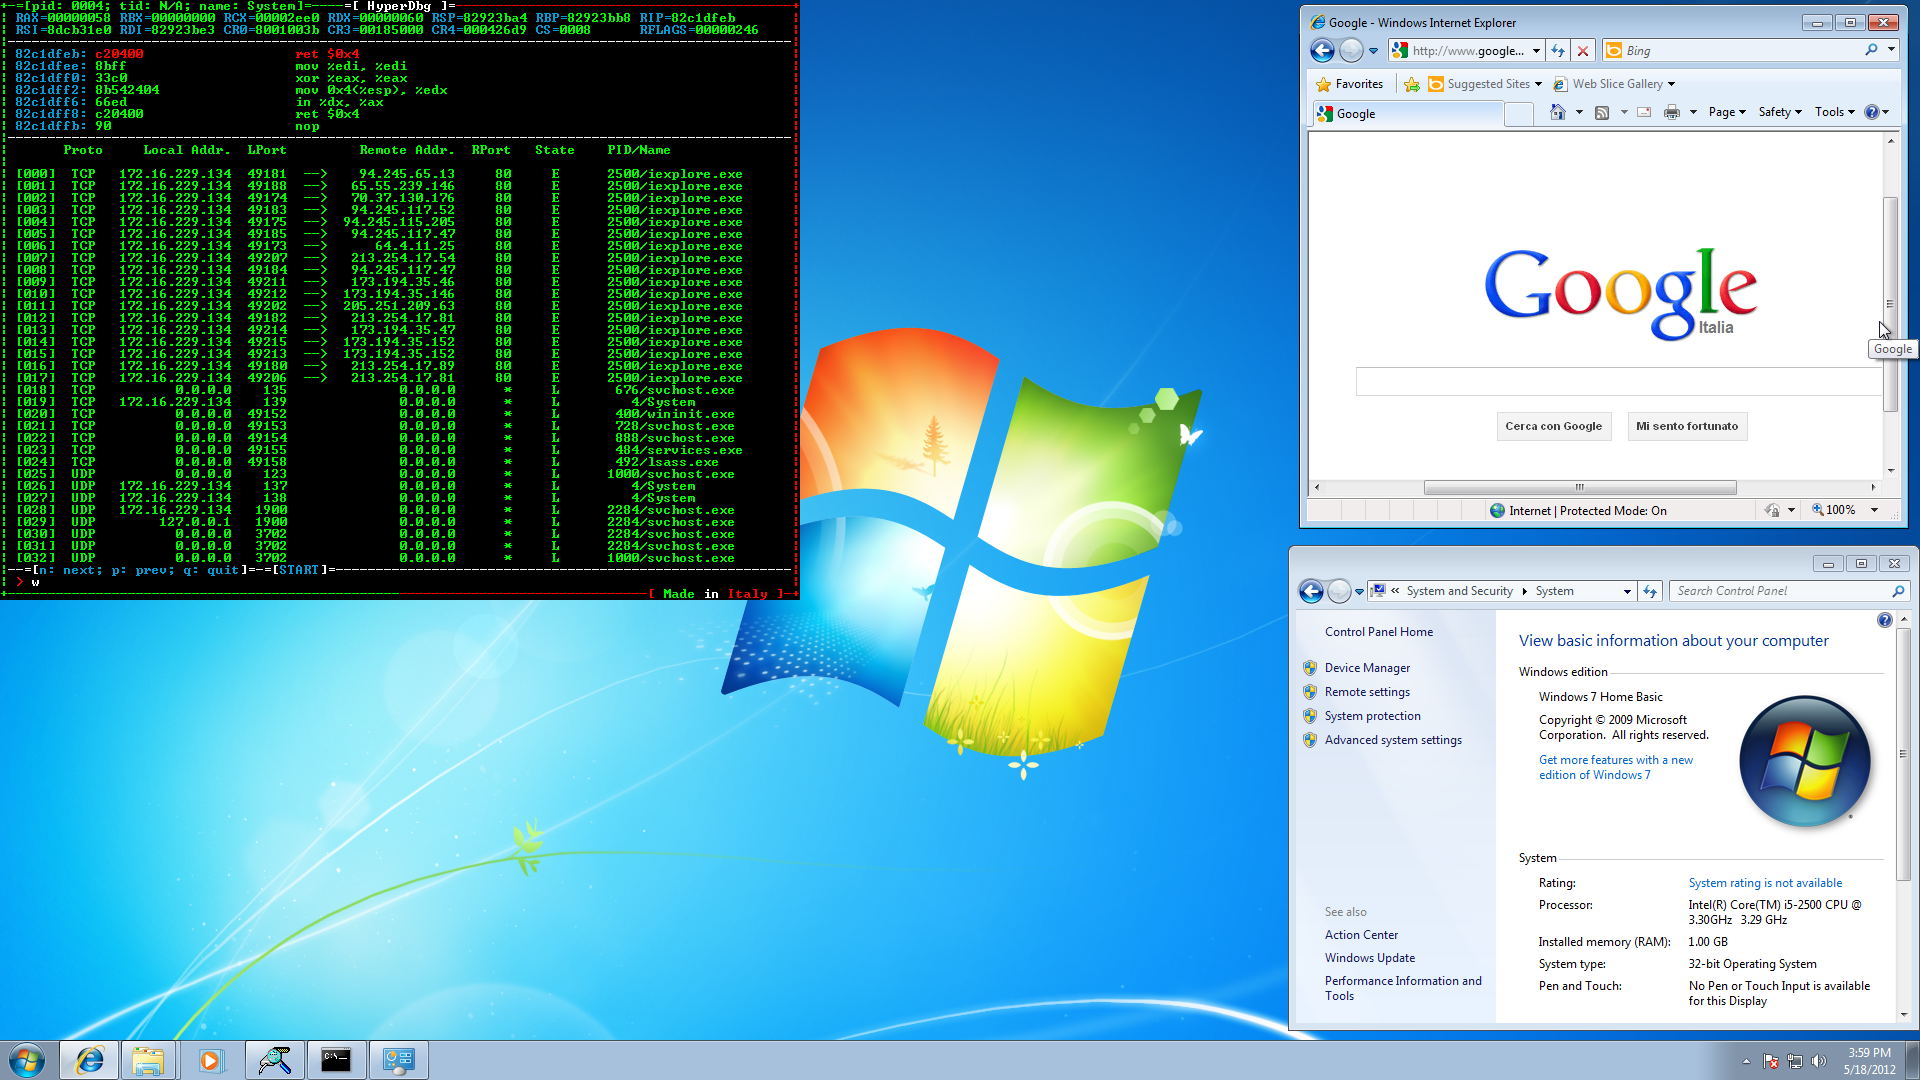 =[pid: 0004; tid: N/A; name: System]=-----=[ HyperDbg ]=
RAX=00000058 RBX=00000000 RCX=00002ee0 RDX=00000060 RSP=82923ba4 RBP=82923bb8 RIP=82c1dfeb
RSI=8dcb31e0 RDI=82923be3 CR0=8001003b CR3=00185000 CR4=000426d9 CS=0008 RFLAGS=00000246
82c1dfeb: c20400 ret $0x4
82c1dfee: 8bff mov %edi, %edi
82c1dff0: 33c0 xor %eax, %eax
82c1dff2: 8b542404 mov 0x4(%esp), %edx
82c1dff6: 66ed in %dx, %ax
82c1dff8: c20400 ret $0x4
82c1dffb: 90 nop
Proto Local Addr. LPort Remote Addr. RPort State PID/Name
[000] TCP 172.16.229.134 49181 --> 94.245.65.13 80 E 2500/iexplore.exe
[001] TCP 172.16.229.134 49188 --> 65.55.239.146 80 E 2500/iexplore.exe
[002] TCP 172.16.229.134 49174 --> 70.37.130.176 80 E 2500/iexplore.exe
[003] TCP 172.16.229.134 49183 --> 94.245.117.52 80 E 2500/iexplore.exe
[004] TCP 172.16.229.134 49175 --> 94.245.115.205 80 E 2500/iexplore.exe
[005] TCP 172.16.229.134 49185 --> 94.245.117.47 80 E 2500/iexplore.exe
[006] TCP 172.16.229.134 49173 --> 64.4.11.25 80 E 2500/iexplore.exe
[007] TCP 172.16.229.134 49207 --> 213.254.17.54 80 E 2500/iexplore.exe
[008] TCP 172.16.229.134 49184 --> 94.245.117.47 80 E 2500/iexplore.exe
[009] TCP 172.16.229.134 49211 --> 173.194.35.46 80 E 2500/iexplore.exe
[010] TCP 172.16.229.134 49212 --> 173.194.35.146 80 E 2500/iexplore.exe
[011] TCP 172.16.229.134 49202 --> 205.251.209.63 80 E 2500/iexplore.exe
[012] TCP 172.16.229.134 49182 --> 213.254.17.81 80 E 2500/iexplore.exe
[013] TCP 172.16.229.134 49214 --> 173.194.35.47 80 E 2500/iexplore.exe
[014] TCP 172.16.229.134 49215 --> 173.194.35.152 80 E 2500/iexplore.exe
[015] TCP 172.16.229.134 49213 --> 173.194.35.152 80 E 2500/iexplore.exe
[016] TCP 172.16.229.134 49180 --> 213.254.17.89 80 E 2500/iexplore.exe
[017] TCP 172.16.229.134 49206 --> 213.254.17.81 80 E 2500/iexplore.exe
[018] TCP 0.0.0.0 135 0.0.0.0 * L 676/svchost.exe
[019] TCP 172.16.229.134 139 0.0.0.0 * L 4/System
[020] TCP 0.0.0.0 49152 0.0.0.0 * L 400/wininit.exe
[021] TCP 0.0.0.0 49153 0.0.0.0 * L 728/svchost.exe
[022] TCP 0.0.0.0 49154 0.0.0.0 * L 888/svchost.exe
[023] TCP 0.0.0.0 49155 0.0.0.0 * L 484/services.exe
[024] TCP 0.0.0.0 49158 0.0.0.0 * L 492/lsass.exe
[025] UDP 0.0.0.0 123 0.0.0.0 * L 1000/svchost.exe
[026] UDP 172.16.229.134 137 0.0.0.0 * L 4/System
[027] UDP 172.16.229.134 138 0.0.0.0 * L 4/System
[028] UDP 172.16.229.134 1900 0.0.0.0 * L 2284/svchost.exe
[029] UDP 127.0.0.1 1900 0.0.0.0 * L 2284/svchost.exe
[030] UDP 0.0.0.0 3702 0.0.0.0 * L 2284/svchost.exe
[031] UDP 0.0.0.0 3702 0.0.0.0 * L 2284/svchost.exe
[032] UDP 0.0.0.0 3702 0.0.0.0 * L 1000/svchost.exe
=[n: next; p: prev; q: quit]=-=[START]=
> w
[ Made in Italy ]
Google - Windows Internet Explorer
http://www.google...
Bing
Favorites
Suggested Sites
Web Slice Gallery
Google
Page
Safety
Tools
Google
Italia
Google
Cerca con Google
Mi sento fortunato
Internet | Protected Mode: On
100%
« System and Security ▸ System
Search Control Panel
Control Panel Home
Device Manager
Remote settings
System protection
Advanced system settings
See also
Action Center
Windows Update
Performance Information and
Tools
View basic information about your computer
Windows edition
Windows 7 Home Basic
Copyright © 2009 Microsoft
Corporation. All rights reserved.
Get more features with a new
edition of Windows 7
System
Rating: System rating is not available
Processor: Intel(R) Core(TM) i5-2500 CPU @
3.30GHz 3.29 GHz
Installed memory (RAM): 1.00 GB
System type: 32-bit Operating System
Pen and Touch: No Pen or Touch Input is available
for this Display
C:\
3:59 PM
5/18/2012